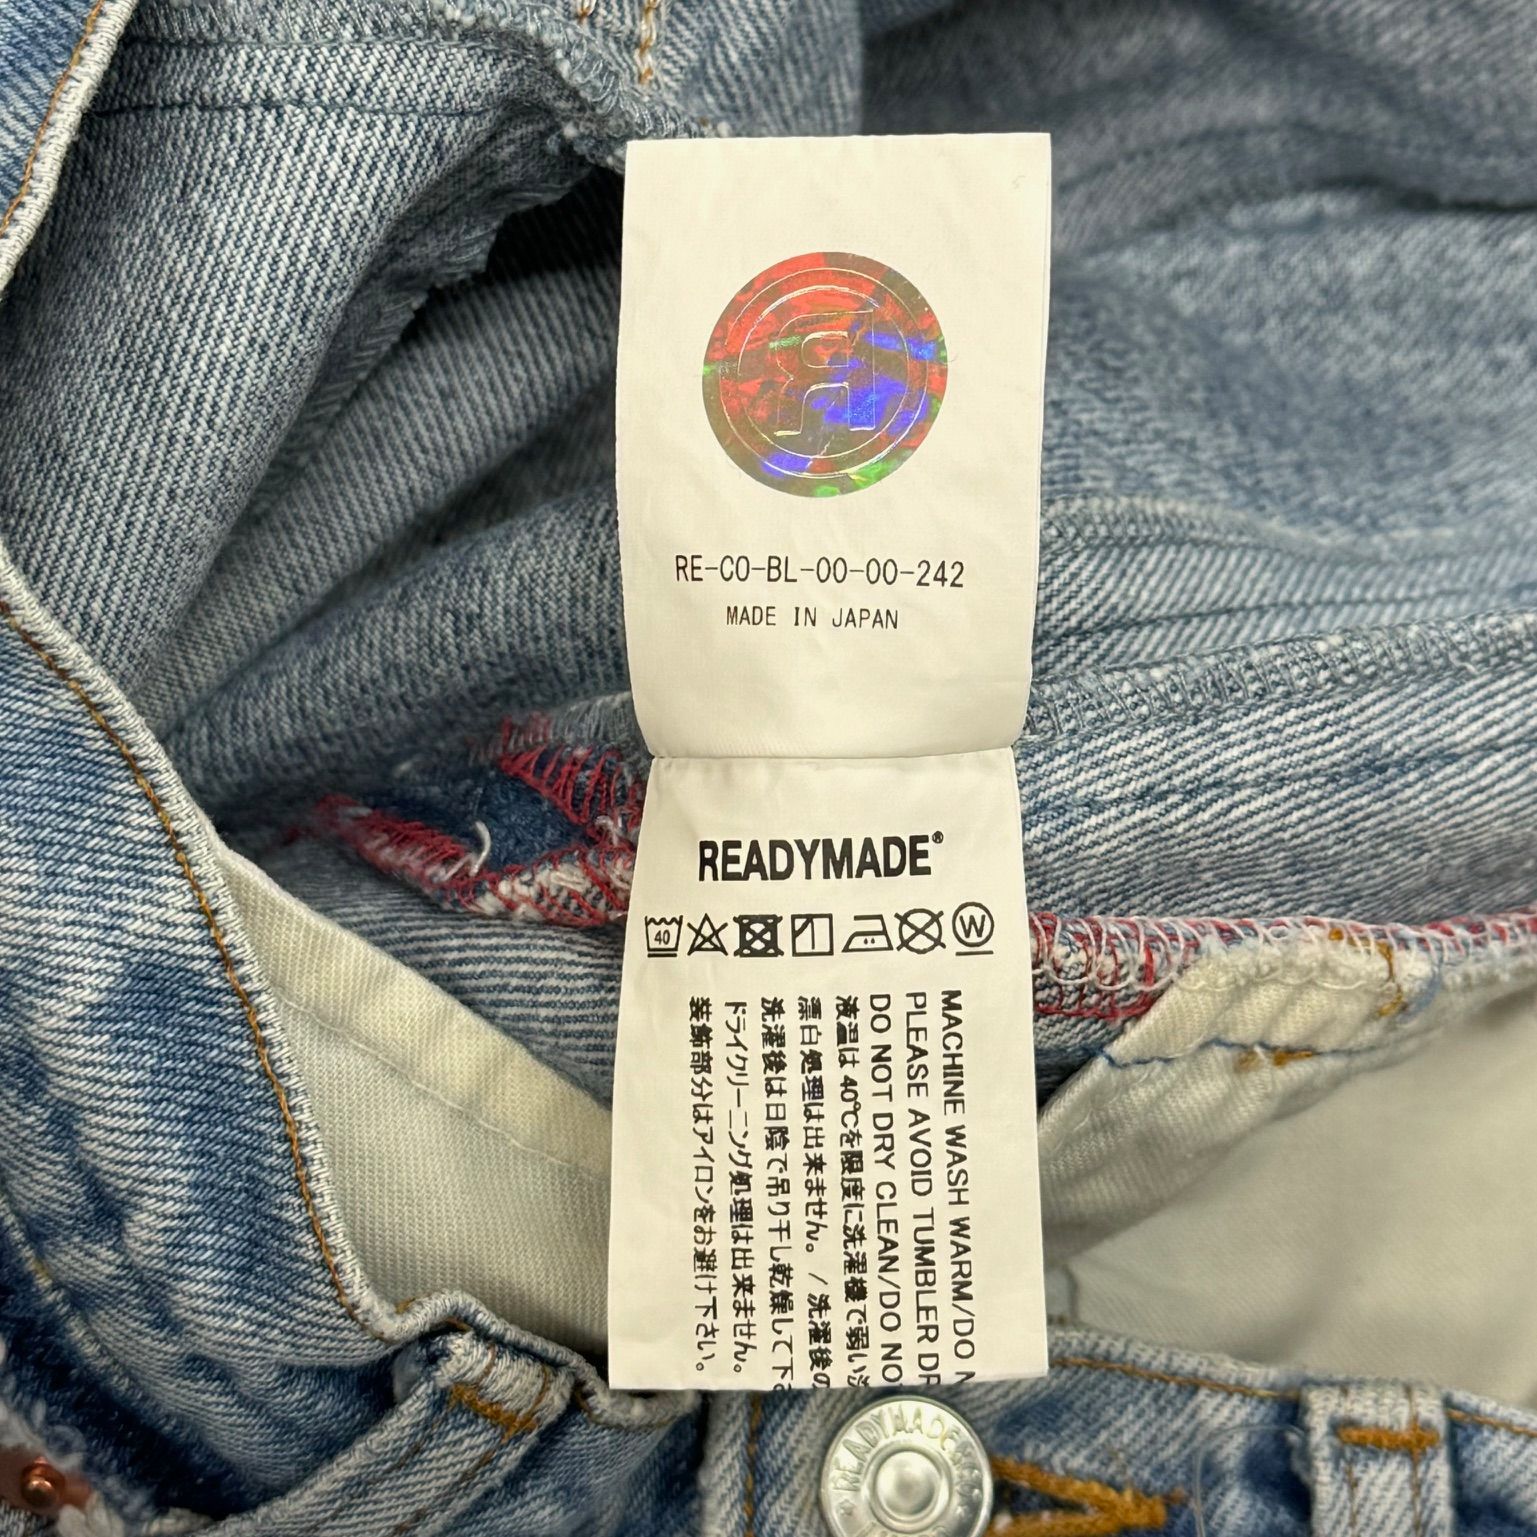 R
RE-CO-BL-00-00-242
MADE IN JAPAN
READYMADE®
40
W
MACHINE WASH WARM/DO N
PLEASE AVOID TUMBLER DR
DO NOT DRY CLEAN/DO NO
液温は40℃を限度に洗濯機で弱い
漂白処理は出来ません。/洗濯後の
洗濯後は日陰で吊り干し乾燥して下さ
ドライクリーニング処理は出来ません。
装飾部分はアイロンをお避け下さい。
READYMADE